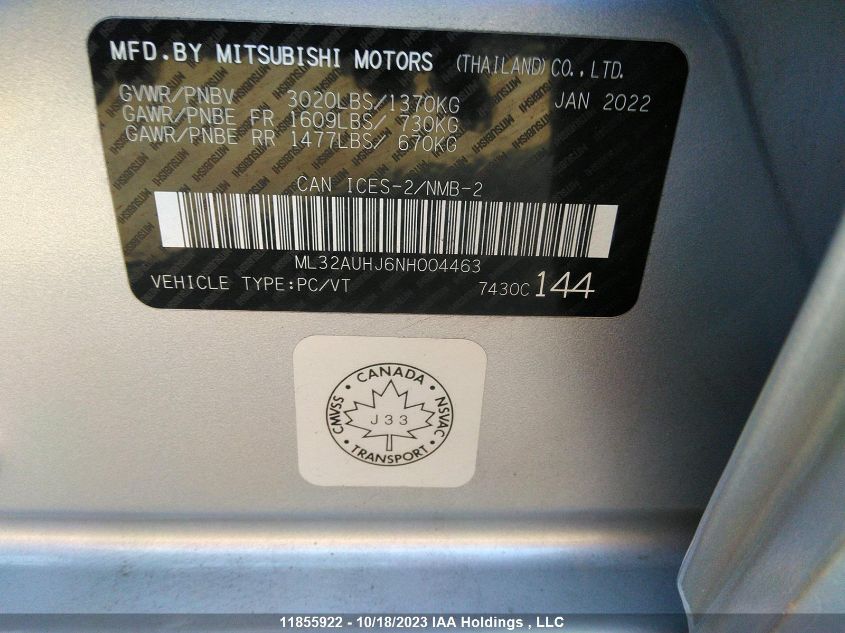 MFD.BY MITSUBISHI MOTORS (THAILAND)CO.,LTD.
GVWR/PNBV 3020LBS/1370KG JAN 2022
GAWR/PNBE FR 1609LBS/ 730KG
GAWR/PNBE RR 1477LBS/ 670KG
CAN ICES-2/NMB-2
ML32AUHJ6NH004463
VEHICLE TYPE:PC/VT 7430C 144
• CANADA •
CMVSS NSVAC
J33
• TRANSPORT •
11855922 - 10/18/2023 IAA Holdings , LLC